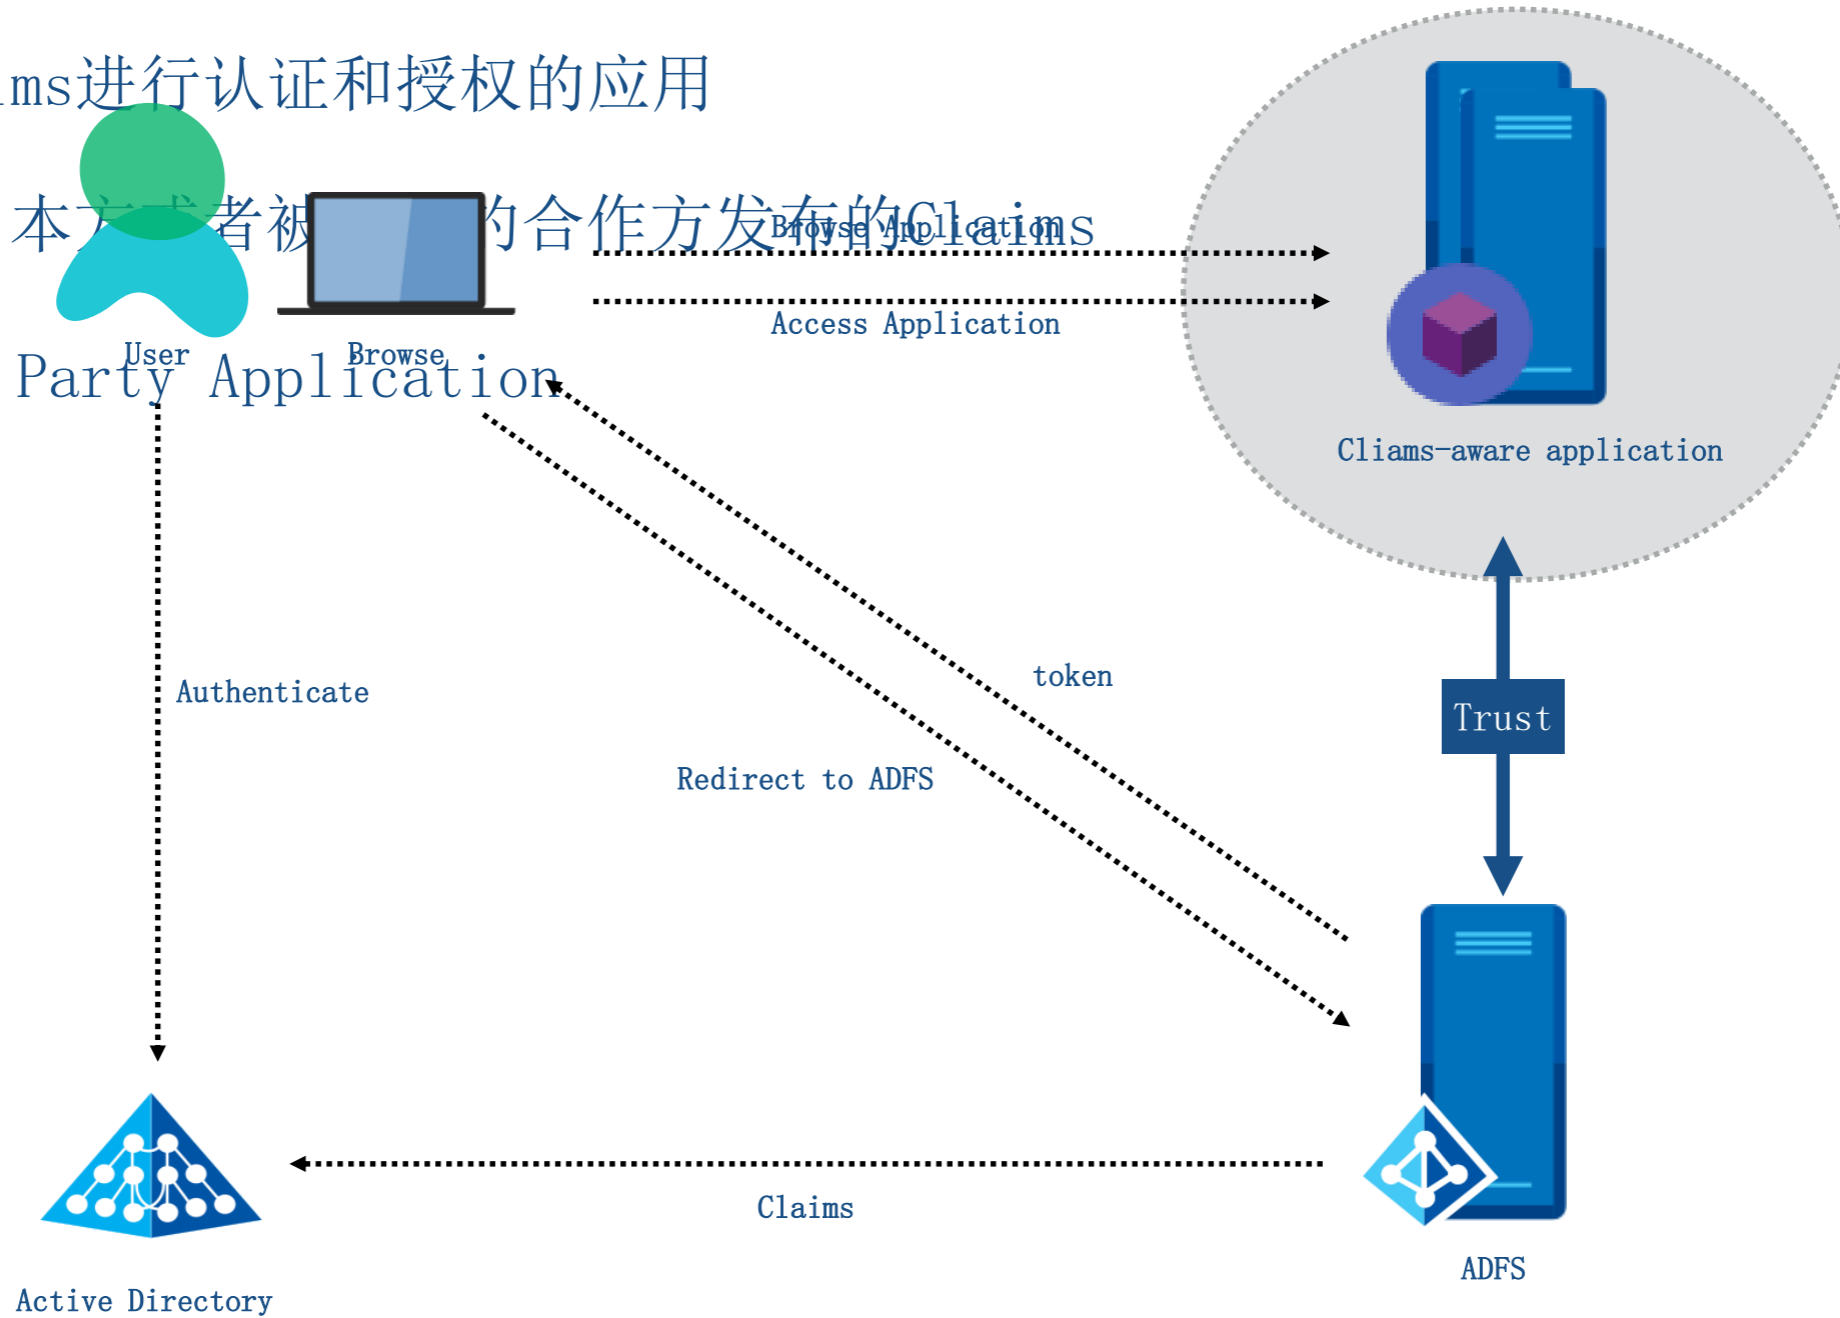 ms进行认证和授权的应用
本方或者被 的合作方发布的Claims
Browse Application
Access Application
User
Browse
Party Application
Cliams-aware application
token
Authenticate
Trust
Redirect to ADFS
Claims
ADFS
Active Directory